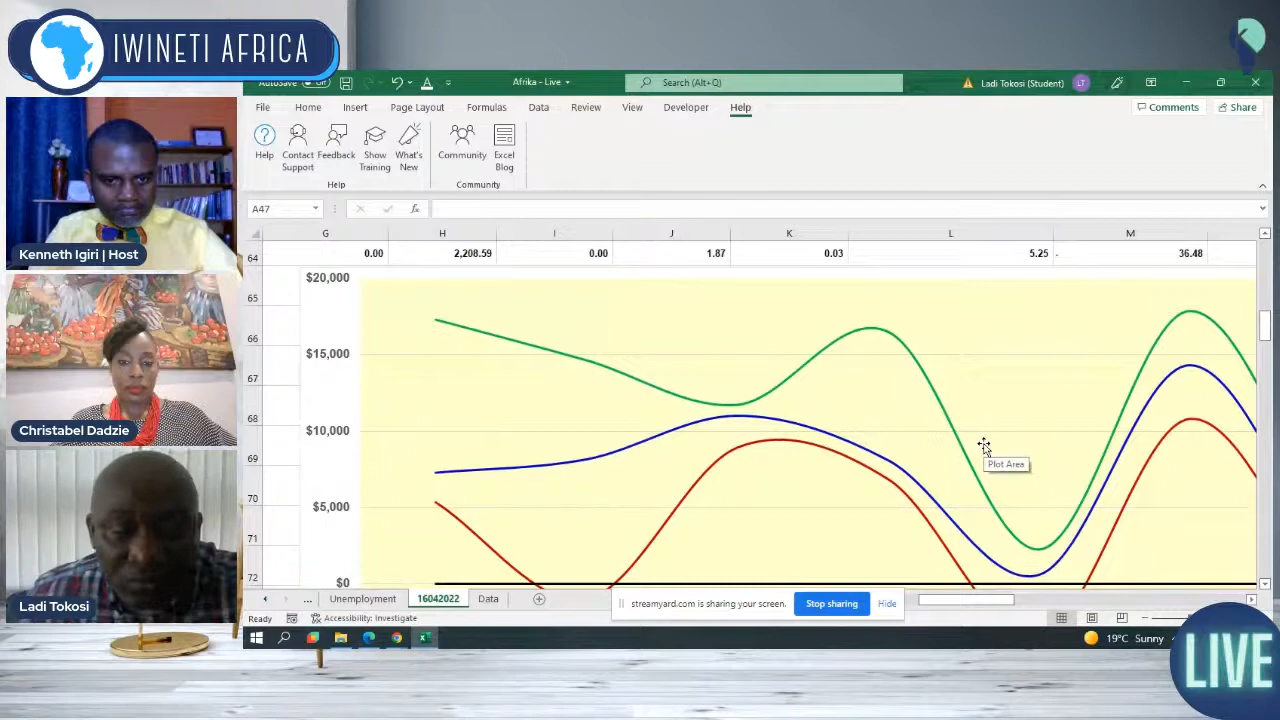 IWINETI AFRICA
AutoSave Off
Afrika - Live
Search (Alt+Q)
Ladi Tokosi (Student)
LT
File Home Insert Page Layout Formulas Data Review View Developer Help
Comments Share
Help Contact Support Feedback Show Training What's New Community Excel Blog
Help Community
A47
fx
G H I J K L M
64 0.00 2,208.59 0.00 1.87 0.03 5.25 - 36.48
65
66
67
68
69
70
71
72
$20,000
$15,000
$10,000
$5,000
$0
Plot Area
Kenneth Igiri | Host
Christabel Dadzie
Ladi Tokosi
... Unemployment 16042022 Data
streamyard.com is sharing your screen. Stop sharing Hide
Ready Accessibility: Investigate
19°C Sunny
LIVE